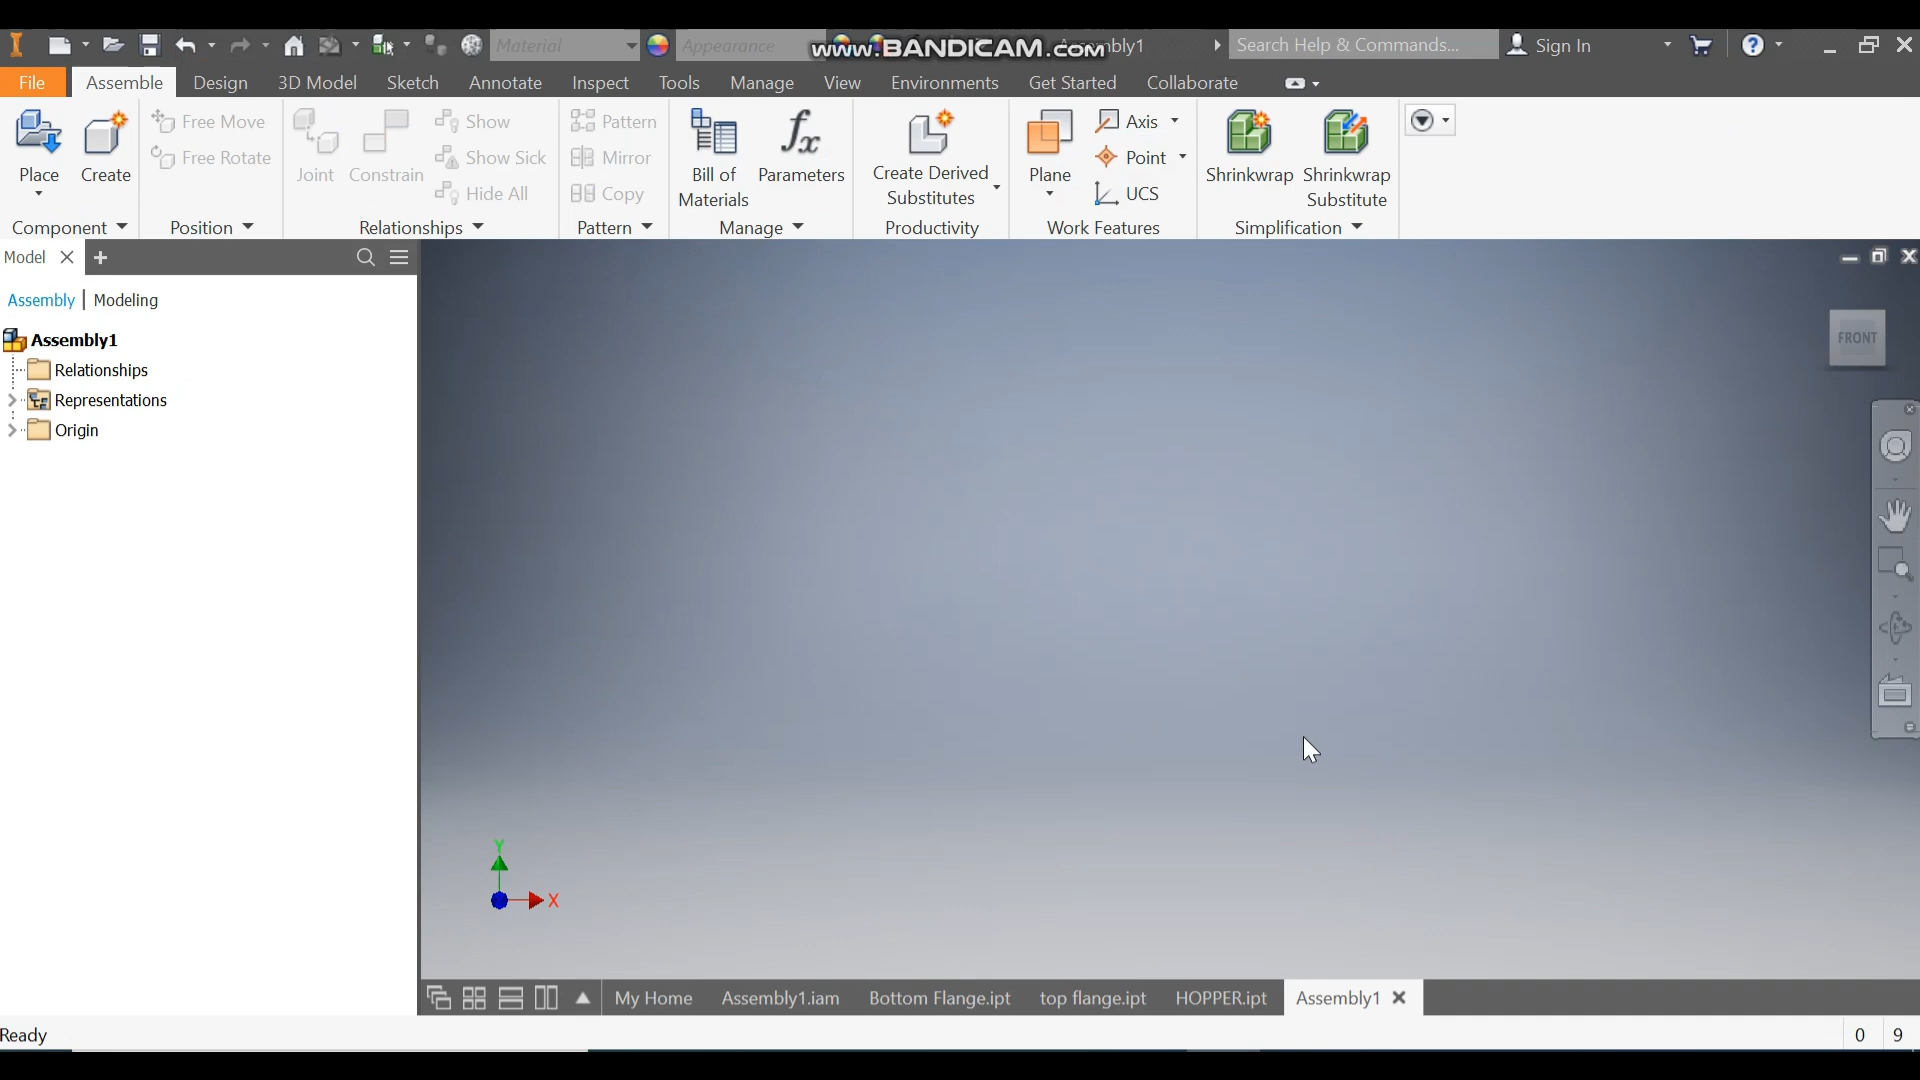 Material
Appearance
www.BANDICAM.com
Assembly1
Search Help & Commands...
Sign In
File
Assemble
Design
3D Model
Sketch
Annotate
Inspect
Tools
Manage
View
Environments
Get Started
Collaborate
Place
Create
Free Move
Free Rotate
Joint
Constrain
Show
Show Sick
Hide All
Pattern
Mirror
Copy
Bill of
Materials
Parameters
Create Derived
Substitutes
Plane
Axis
Point
UCS
Shrinkwrap
Shrinkwrap
Substitute
Component
Position
Relationships
Pattern
Manage
Productivity
Work Features
Simplification
Model
Assembly | Modeling
Assembly1
Relationships
Representations
Origin
FRONT
Y
X
My Home
Assembly1.iam
Bottom Flange.ipt
top flange.ipt
HOPPER.ipt
Assembly1
Ready
0
9